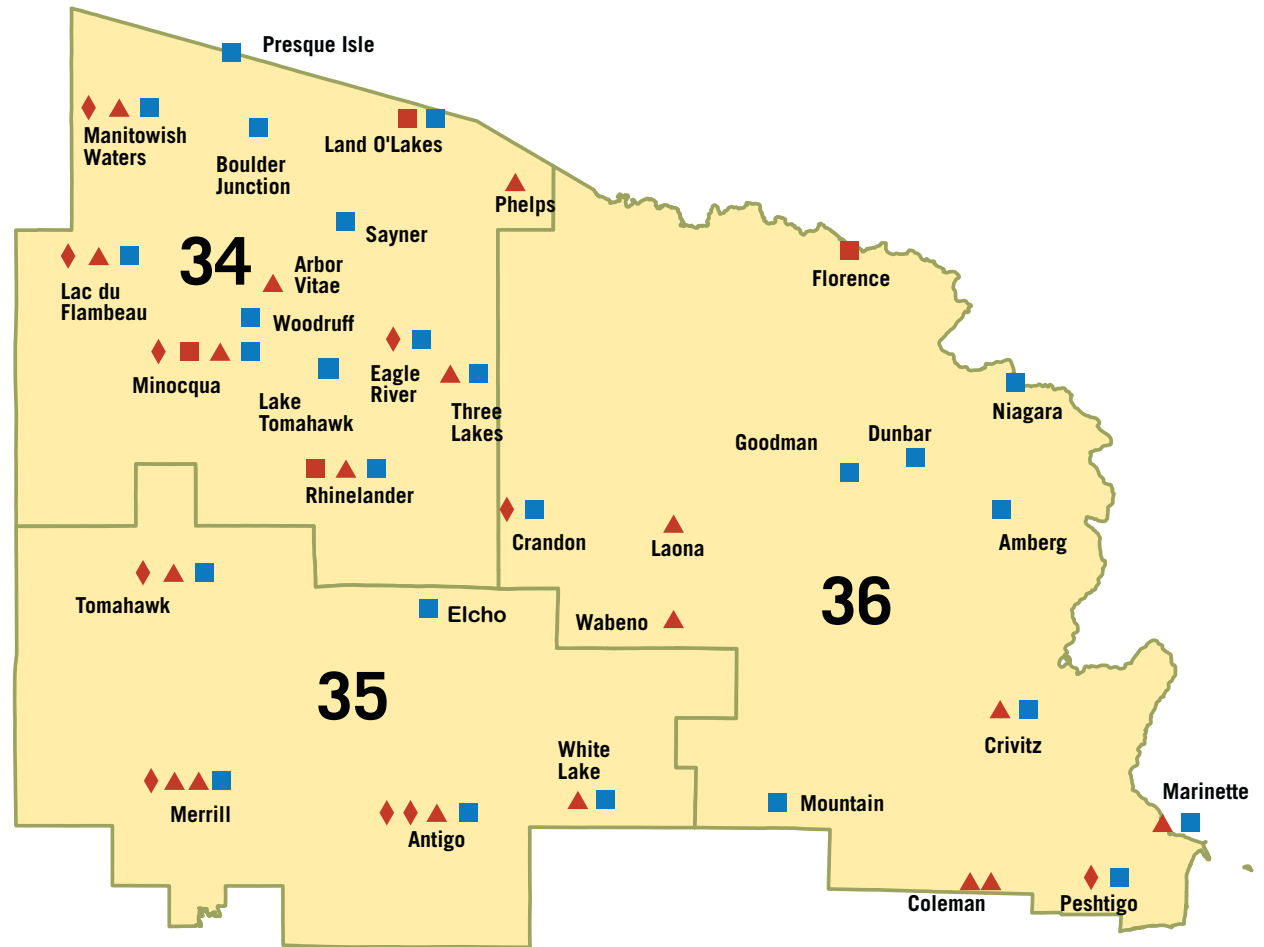 Presque Isle
Manitowish
Waters
Boulder
Junction
Land O'Lakes
Phelps
Sayner
34
Arbor
Vitae
Lac du
Flambeau
Woodruff
Minocqua
Lake
Tomahawk
Eagle
River
Three
Lakes
Rhinelander
Florence
Niagara
Goodman
Dunbar
Crandon
Laona
Amberg
Tomahawk
Elcho
Wabeno
36
35
Crivitz
White
Lake
Merrill
Antigo
Mountain
Marinette
Coleman
Peshtigo